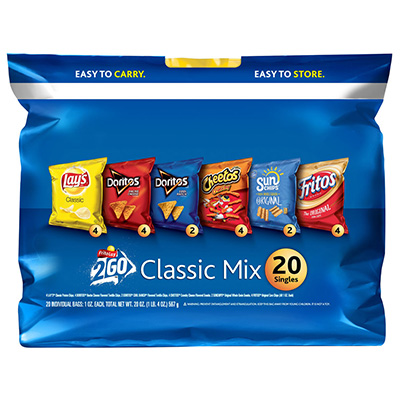 EASY TO CARRY.
EASY TO STORE.
Lay's
Classic
4
Doritos
4
Doritos
2
Cheetos
4
Sun
CHIPS
ORIGINAL
2
Fritos
The ORIGINAL
4
FritoLay
2GO
Classic Mix
20
Singles
20 INDIVIDUAL BAGS: 1 OZ. EACH, TOTAL NET WT. 20 OZ. (1 LB. 4 OZ.) 567 g